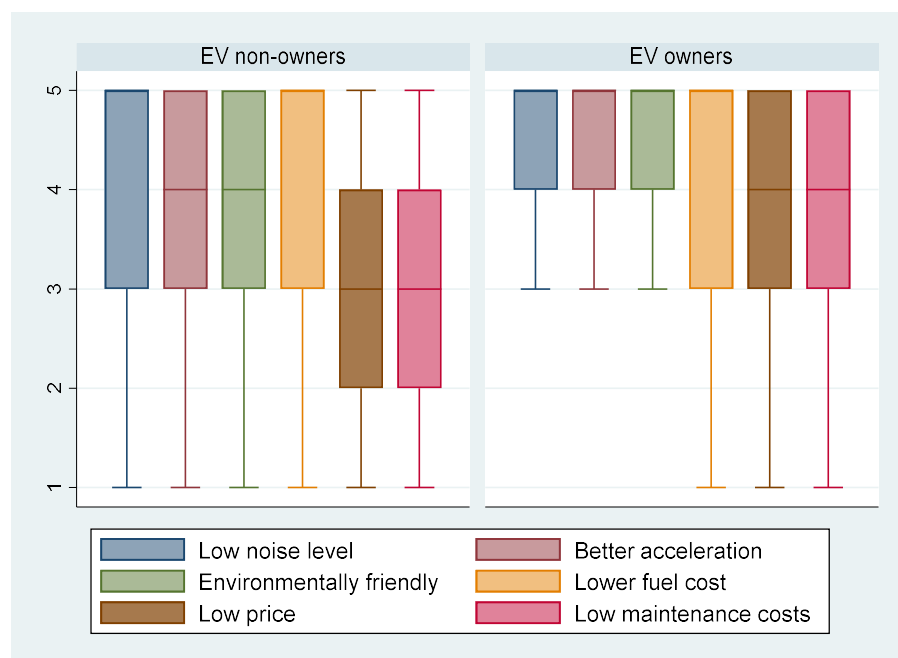 EV non-owners
EV owners
5
4
3
2
1
Low noise level
Better acceleration
Environmentally friendly
Lower fuel cost
Low price
Low maintenance costs